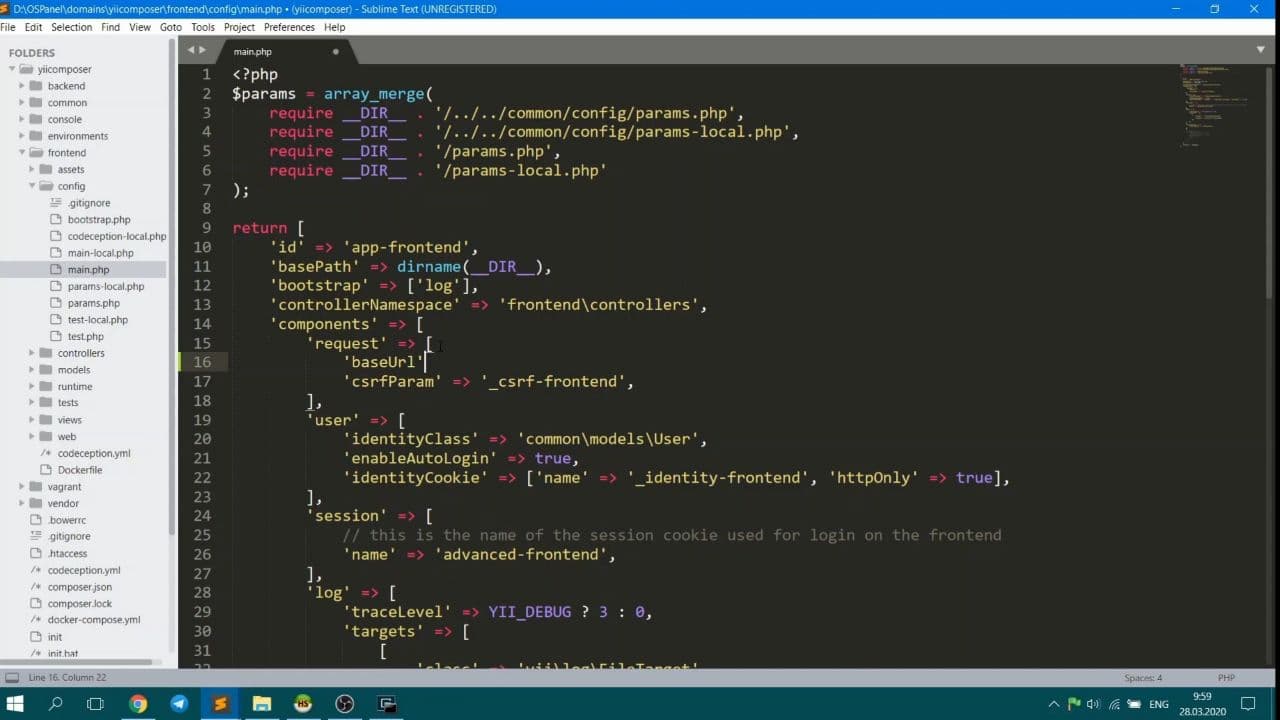 D:\OSPanel\domains\yiicomposer\frontend\config\main.php • (yiicomposer) - Sublime Text (UNREGISTERED)
File Edit Selection Find View Goto Tools Project Preferences Help
FOLDERS
yiicomposer
backend
common
console
environments
frontend
assets
config
.gitignore
bootstrap.php
codeception-local.php
main-local.php
main.php
params-local.php
params.php
test-local.php
test.php
controllers
models
runtime
tests
views
web
codeception.yml
Dockerfile
vagrant
vendor
.bowerrc
.gitignore
.htaccess
codeception.yml
composer.json
composer.lock
docker-compose.yml
init
init.bat
main.php
1 <?php
2 $params = array_merge(
3     require __DIR__ . '/../../common/config/params.php',
4     require __DIR__ . '/../../common/config/params-local.php',
5     require __DIR__ . '/params.php',
6     require __DIR__ . '/params-local.php'
7 );
8
9 return [
10     'id' => 'app-frontend',
11     'basePath' => dirname(__DIR__),
12     'bootstrap' => ['log'],
13     'controllerNamespace' => 'frontend\controllers',
14     'components' => [
15         'request' => [
16             'baseUrl'
17             'csrfParam' => '_csrf-frontend',
18         ],
19         'user' => [
20             'identityClass' => 'common\models\User',
21             'enableAutoLogin' => true,
22             'identityCookie' => ['name' => '_identity-frontend', 'httpOnly' => true],
23         ],
24         'session' => [
25             // this is the name of the session cookie used for login on the frontend
26             'name' => 'advanced-frontend',
27         ],
28         'log' => [
29             'traceLevel' => YII_DEBUG ? 3 : 0,
30             'targets' => [
31                 [
32                     'class' => 'yii\log\FileTarget',
Line 16, Column 22
Spaces: 4
PHP
ENG
9:59
28.03.2020